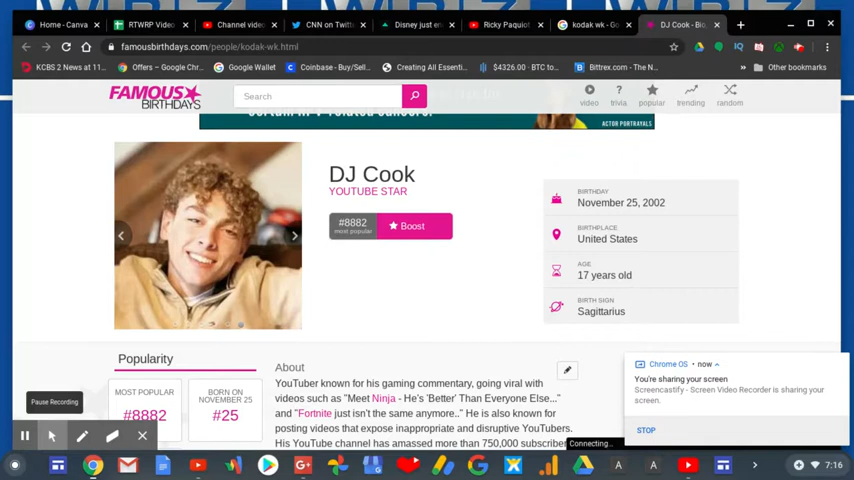 Home - Canva
RTWRP Video
Channel video
CNN on Twitt
Disney just en
Ricky Paquiot
kodak wk - Go
DJ Cook - Bio
famousbirthdays.com/people/kodak-wk.html
KCBS 2 News at 11...
Offers – Google Chr...
Google Wallet
Coinbase - Buy/Sell...
Creating All Essenti...
$4326.00 · BTC to...
Bittrex.com - The N...
Other bookmarks
FAMOUS
BIRTHDAYS
Search
video
trivia
popular
trending
random
ACTOR PORTRAYALS
DJ Cook
YOUTUBE STAR
#8882
most popular
Boost
BIRTHDAY
November 25, 2002
BIRTHPLACE
United States
AGE
17 years old
BIRTH SIGN
Sagittarius
Popularity
MOST POPULAR
#8882
BORN ON
NOVEMBER 25
#25
About
YouTuber known for his gaming commentary, going viral with
videos such as "Meet Ninja - He's 'Better' Than Everyone Else..."
and "Fortnite just isn't the same anymore.." He is also known for
posting videos that expose inappropriate and disruptive YouTubers.
His YouTube channel has amassed more than 750,000 subscriber
Chrome OS • now
You're sharing your screen
Screencastify - Screen Video Recorder is sharing your
screen.
STOP
Pause Recording
Connecting...
7:16